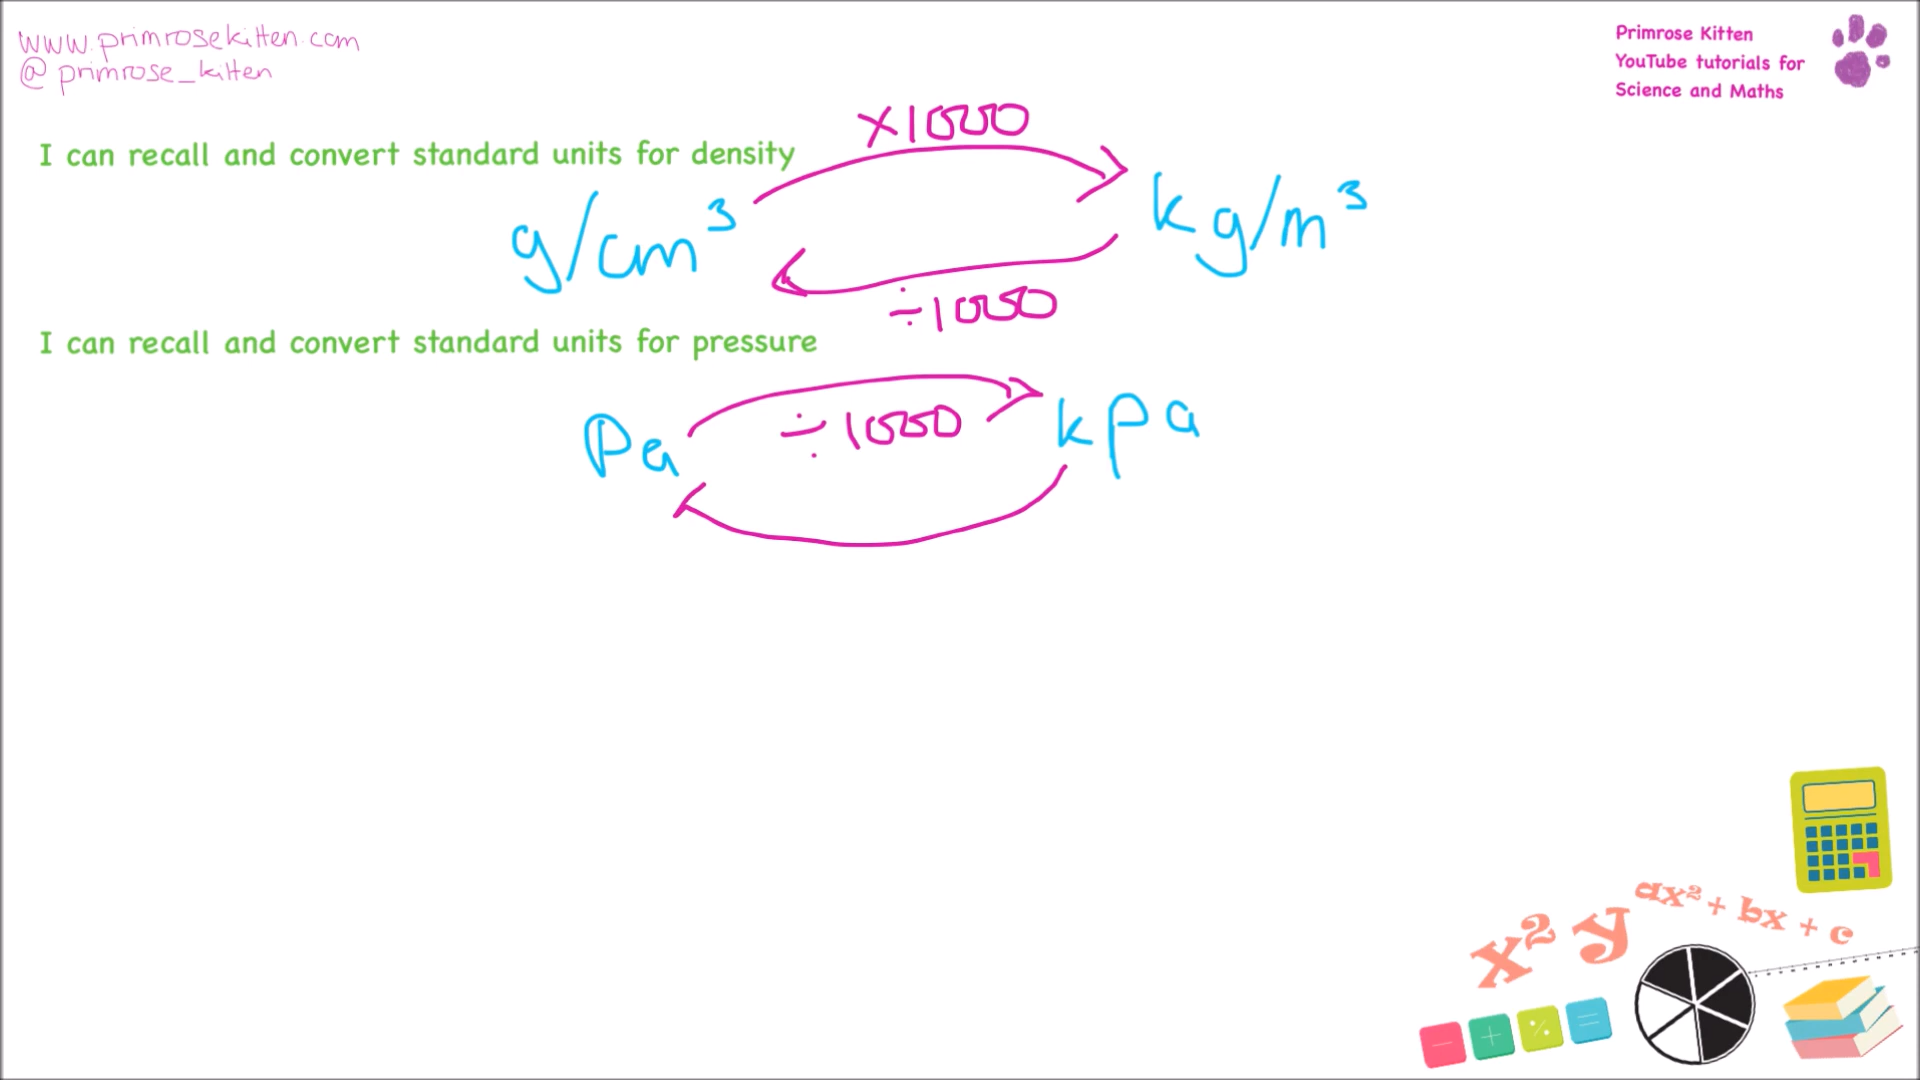 www.primrosekitten.com
@primrose_kitten
Primrose Kitten
YouTube tutorials for
Science and Maths
I can recall and convert standard units for density
×1000
g/cm³
kg/m³
÷1000
I can recall and convert standard units for pressure
Pa
÷1000
kpa
ax² + bx + c
x² y
− + % =